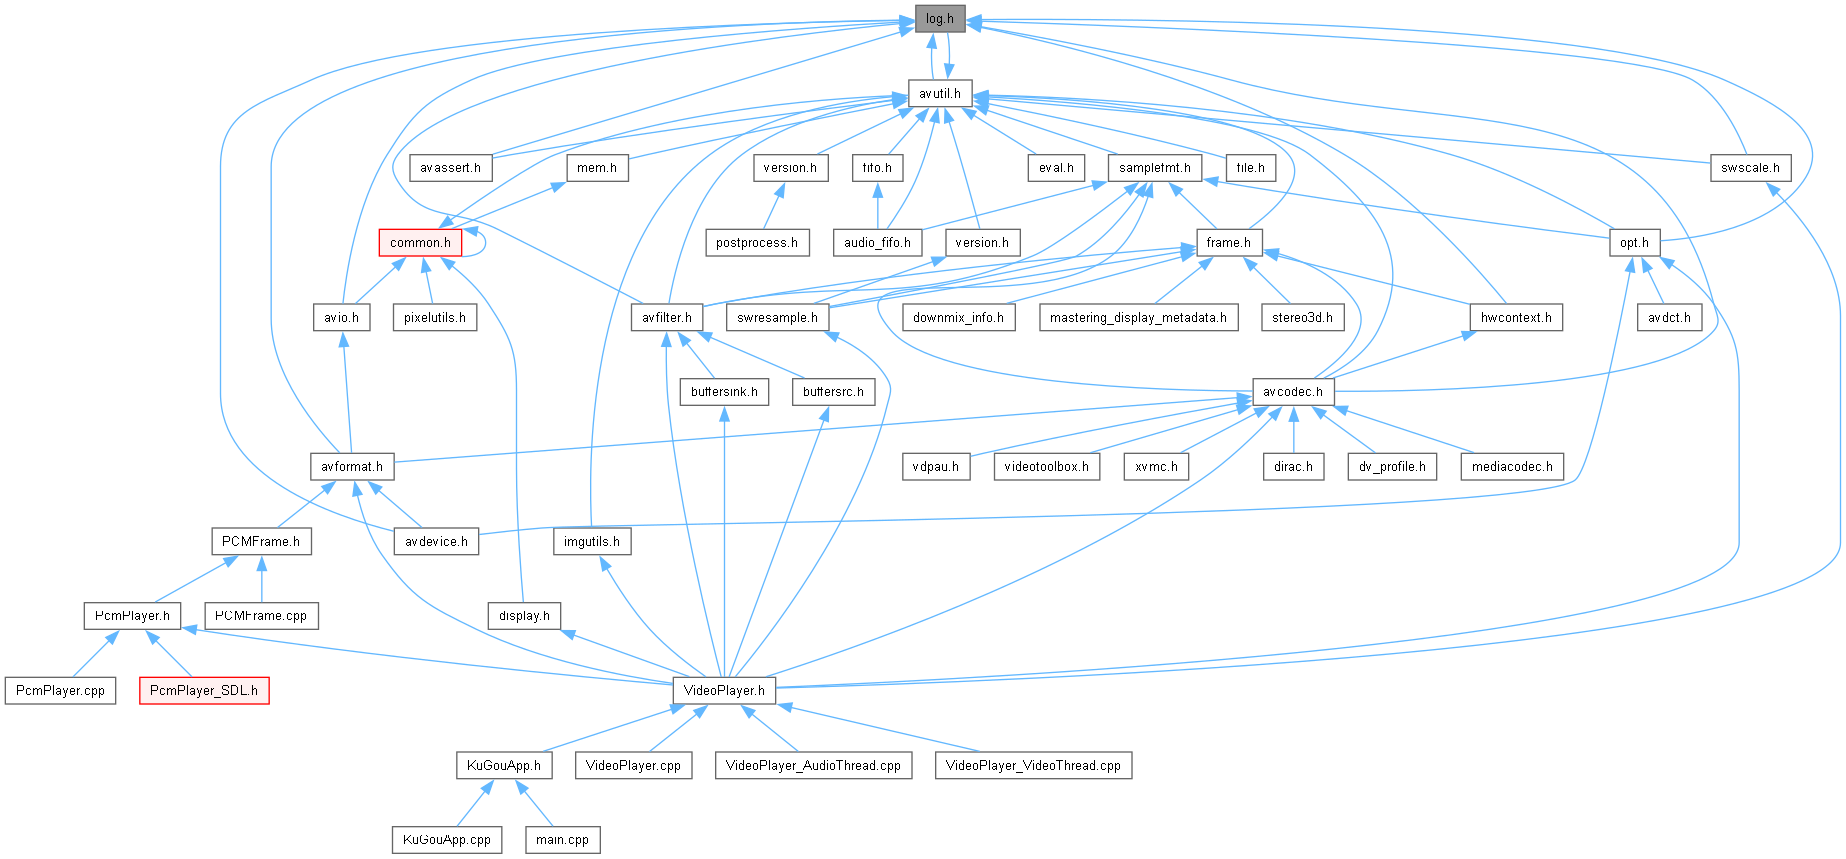 log.h
avutil.h
avassert.h
mem.h
version.h
fifo.h
eval.h
samplefmt.h
file.h
swscale.h
common.h
postprocess.h
audio_fifo.h
version.h
frame.h
opt.h
avio.h
pixelutils.h
avfilter.h
swresample.h
downmix_info.h
mastering_display_metadata.h
stereo3d.h
hwcontext.h
avdct.h
buffersink.h
buffersrc.h
avcodec.h
avformat.h
vdpau.h
videotoolbox.h
xvmc.h
dirac.h
dv_profile.h
mediacodec.h
PCMFrame.h
avdevice.h
imgutils.h
PcmPlayer.h
PCMFrame.cpp
display.h
PcmPlayer.cpp
PcmPlayer_SDL.h
VideoPlayer.h
KuGouApp.h
VideoPlayer.cpp
VideoPlayer_AudioThread.cpp
VideoPlayer_VideoThread.cpp
KuGouApp.cpp
main.cpp